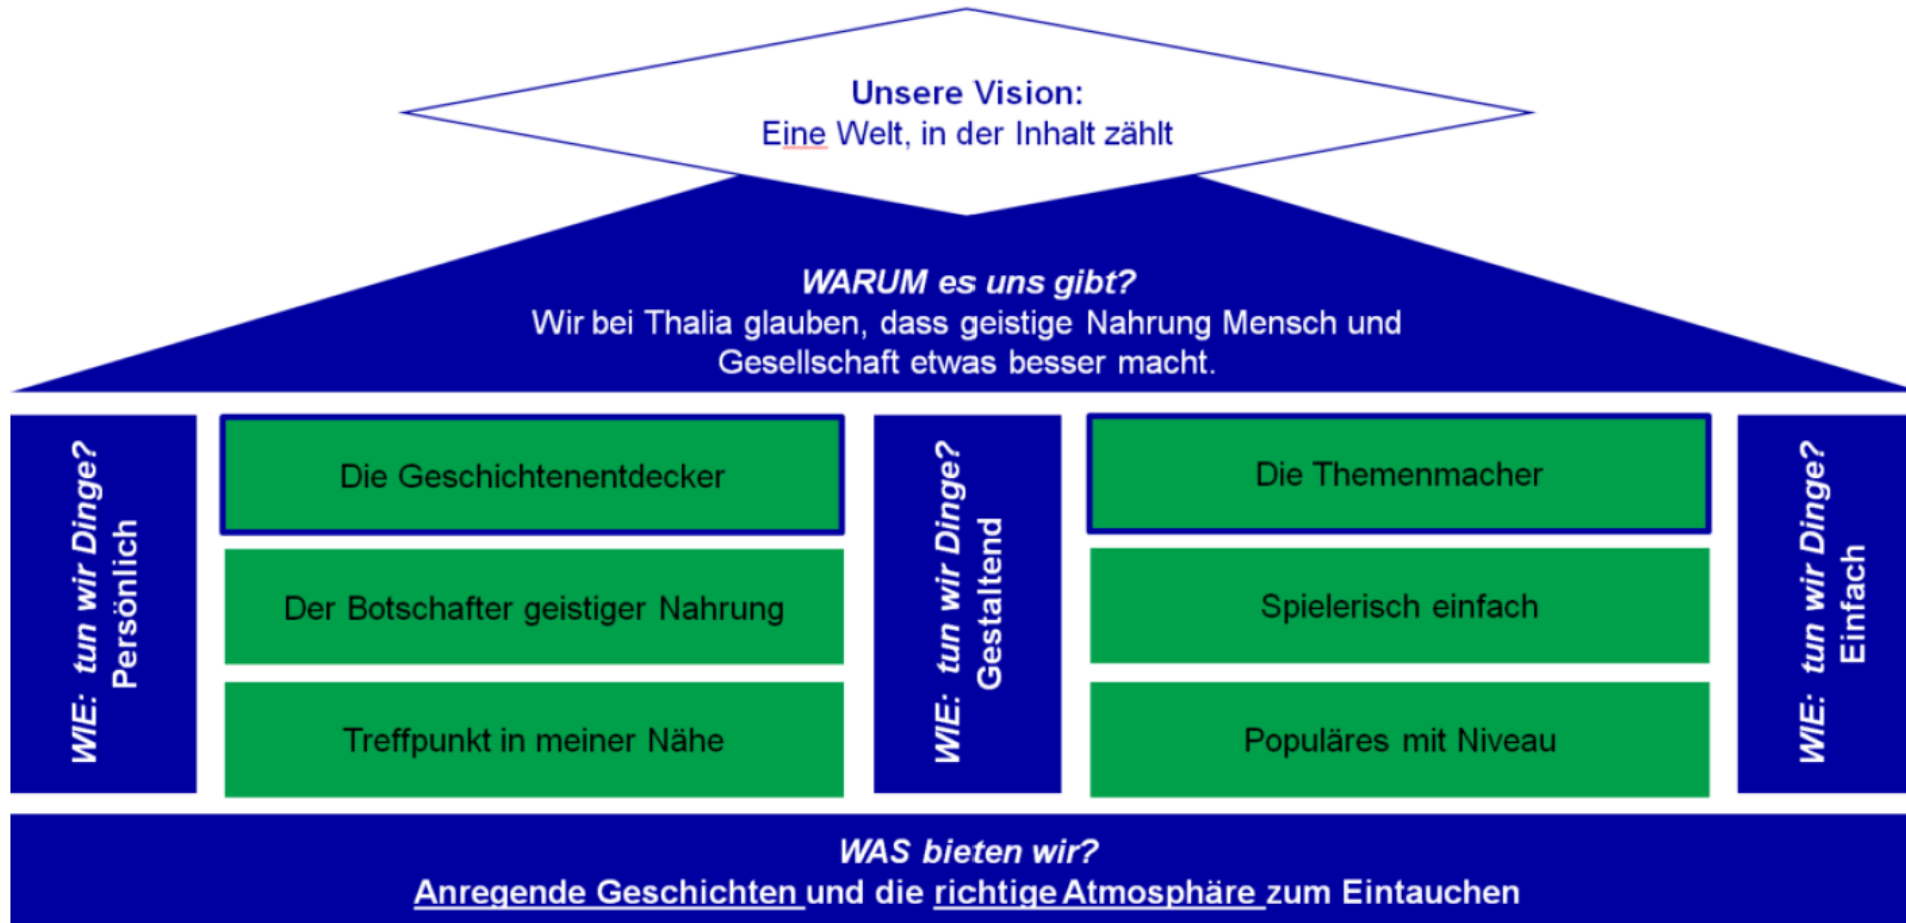 Unsere Vision:
Eine Welt, in der Inhalt zählt
WARUM es uns gibt?
Wir bei Thalia glauben, dass geistige Nahrung Mensch und
Gesellschaft etwas besser macht.
WIE: tun wir Dinge?
Persönlich
Die Geschichtenentdecker
Der Botschafter geistiger Nahrung
Treffpunkt in meiner Nähe
WIE: tun wir Dinge?
Gestaltend
Die Themenmacher
Spielerisch einfach
Populäres mit Niveau
WIE: tun wir Dinge?
Einfach
WAS bieten wir?
Anregende Geschichten und die richtige Atmosphäre zum Eintauchen